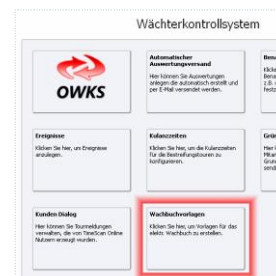 Wächterkontrollsystem
OWKS
Automatischer
Auswertungsversand
Hier können Sie Auswertungen
anlegen die automatisch erstellt und
per E-Mail versendet werden.
Ereignisse
Klicken Sie hier, um Ereignisse
anzulegen.
Kulanzzeiten
Klicken Sie hier, um die Kulanzzeiten
für die Bestreifungstouren zu
konfigurieren.
Kunden Dialog
Hier können Sie Tourmeldungen
verwalten, die von TimeScan Online
Nutzern erzeugt wurden.
Wachbuchvorlagen
Klicken Sie hier, um Vorlagen für das
elekts Wachbuch zu erstellen.